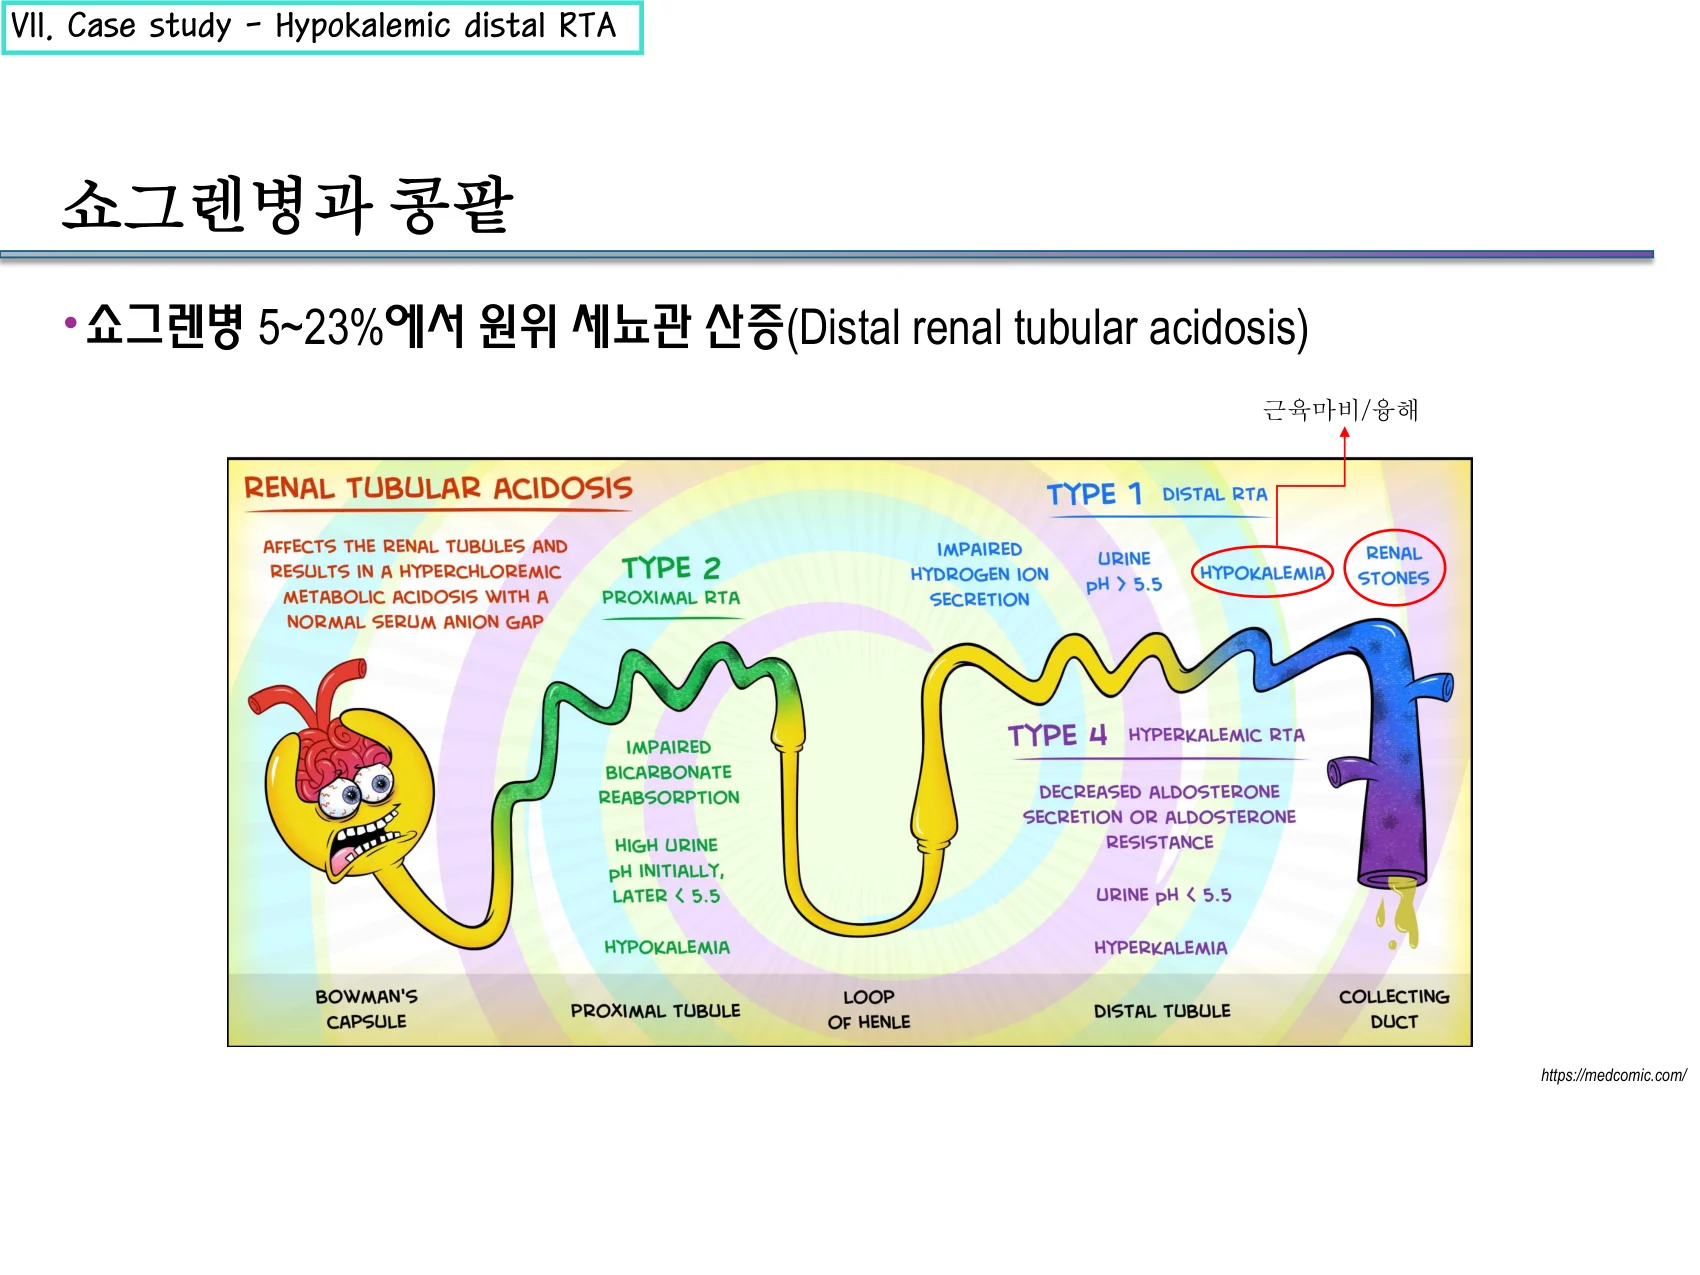 VII. Case study - Hypokalemic distal RTA
쇼그렌병과 콩팥
• 쇼그렌병 5~23%에서 원위 세뇨관 산증(Distal renal tubular acidosis)
근육마비/융해
RENAL TUBULAR ACIDOSIS
AFFECTS THE RENAL TUBULES AND
RESULTS IN A HYPERCHLOREMIC
METABOLIC ACIDOSIS WITH A
NORMAL SERUM ANION GAP
TYPE 2
PROXIMAL RTA
IMPAIRED
BICARBONATE
REABSORPTION
HIGH URINE
pH INITIALLY,
LATER < 5.5
HYPOKALEMIA
TYPE 1 DISTAL RTA
IMPAIRED
HYDROGEN ION
SECRETION
URINE
pH > 5.5
HYPOKALEMIA
RENAL
STONES
TYPE 4 HYPERKALEMIC RTA
DECREASED ALDOSTERONE
SECRETION OR ALDOSTERONE
RESISTANCE
URINE pH < 5.5
HYPERKALEMIA
BOWMAN'S
CAPSULE
PROXIMAL TUBULE
LOOP
OF HENLE
DISTAL TUBULE
COLLECTING
DUCT
https://medcomic.com/